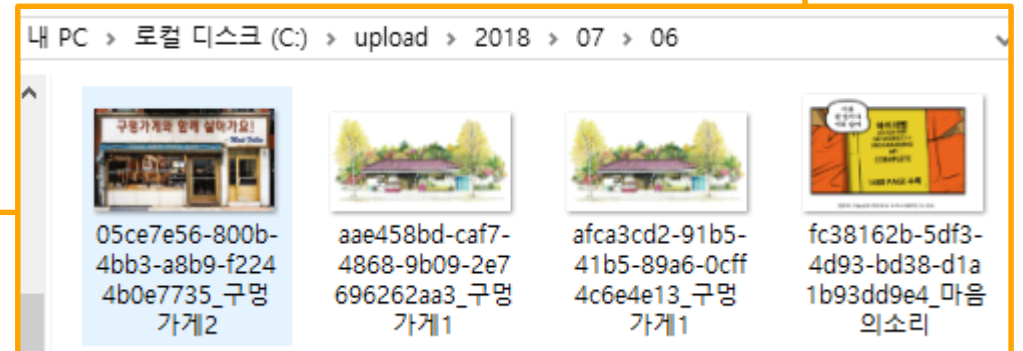 내 PC > 로컬 디스크 (C:) > upload > 2018 > 07 > 06
구멍가게와 함께 살아가요!
05ce7e56-800b-
4bb3-a8b9-f224
4b0e7735_구멍
가게2
aae458bd-caf7-
4868-9b09-2e7
696262aa3_구멍
가게1
afca3cd2-91b5-
41b5-89a6-0cff
4c6e4e13_구멍
가게1
fc38162b-5df3-
4d93-bd38-d1a
1b93dd9e4_마음
의소리